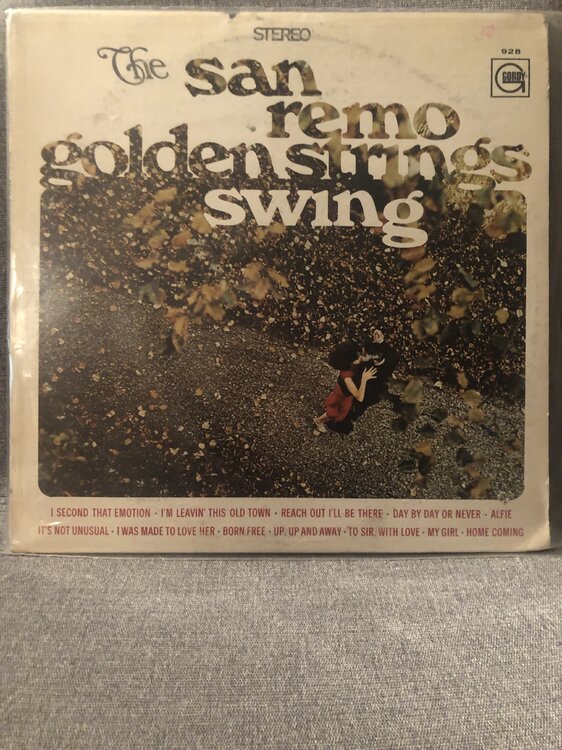 STEREO
928
GORDY
The san
remo
golden strings
swing
I SECOND THAT EMOTION · I'M LEAVIN' THIS OLD TOWN · REACH OUT I'LL BE THERE · DAY BY DAY OR NEVER · ALFIE
IT'S NOT UNUSUAL · I WAS MADE TO LOVE HER · BORN FREE · UP, UP AND AWAY · TO SIR, WITH LOVE · MY GIRL · HOME COMING